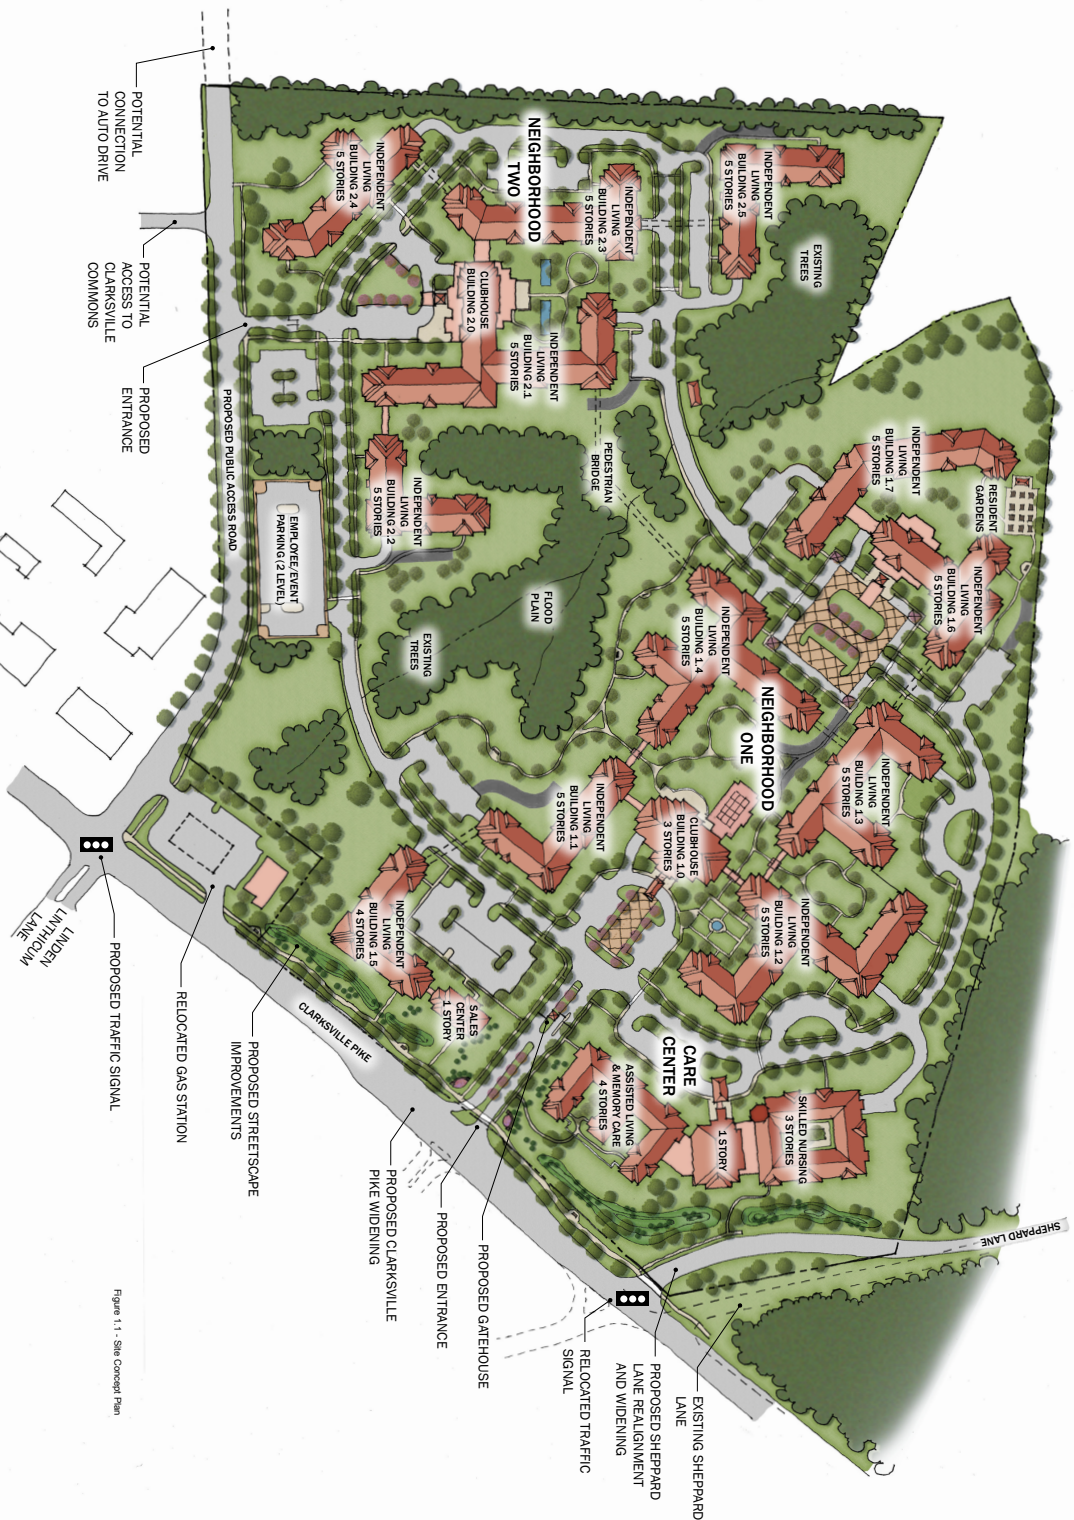 POTENTIAL
CONNECTION
TO AUTO DRIVE
POTENTIAL
ACCESS TO
CLARKSVILLE
COMMONS
PROPOSED
ENTRANCE
PROPOSED PUBLIC ACCESS ROAD
NEIGHBORHOOD
TWO
INDEPENDENT
LIVING
BUILDING 2.4
5 STORIES
INDEPENDENT
LIVING
BUILDING 2.3
5 STORIES
INDEPENDENT
LIVING
BUILDING 2.5
5 STORIES
EXISTING
TREES
CLUBHOUSE
BUILDING 2.0
INDEPENDENT
LIVING
BUILDING 2.1
5 STORIES
INDEPENDENT
LIVING
BUILDING 2.2
5 STORIES
EMPLOYEE/EVENT
PARKING (2 LEVEL)
PEDESTRIAN
BRIDGE
FLOOD
PLAIN
EXISTING
TREES
INDEPENDENT
LIVING
BUILDING 1.7
5 STORIES
RESIDENT
GARDENS
INDEPENDENT
LIVING
BUILDING 1.6
5 STORIES
INDEPENDENT
LIVING
BUILDING 1.4
5 STORIES
NEIGHBORHOOD
ONE
INDEPENDENT
LIVING
BUILDING 1.3
5 STORIES
INDEPENDENT
LIVING
BUILDING 1.1
5 STORIES
CLUBHOUSE
BUILDING 1.0
3 STORIES
INDEPENDENT
LIVING
BUILDING 1.2
5 STORIES
INDEPENDENT
LIVING
BUILDING 1.5
4 STORIES
SALES
CENTER
1 STORY
CARE
CENTER
ASSISTED LIVING
& MEMORY CARE
4 STORIES
1 STORY
SKILLED NURSING
3 STORIES
CLARKSVILLE PIKE
SHEPPARD LANE
LINDEN
LINTHICUM
LANE
PROPOSED TRAFFIC SIGNAL
RELOCATED GAS STATION
PROPOSED STREETSCAPE
IMPROVEMENTS
PROPOSED CLARKSVILLE
PIKE WIDENING
PROPOSED ENTRANCE
PROPOSED GATEHOUSE
RELOCATED TRAFFIC
SIGNAL
PROPOSED SHEPPARD
LANE REALIGNMENT
AND WIDENING
EXISTING SHEPPARD
LANE
Figure 1.1 - Site Concept Plan